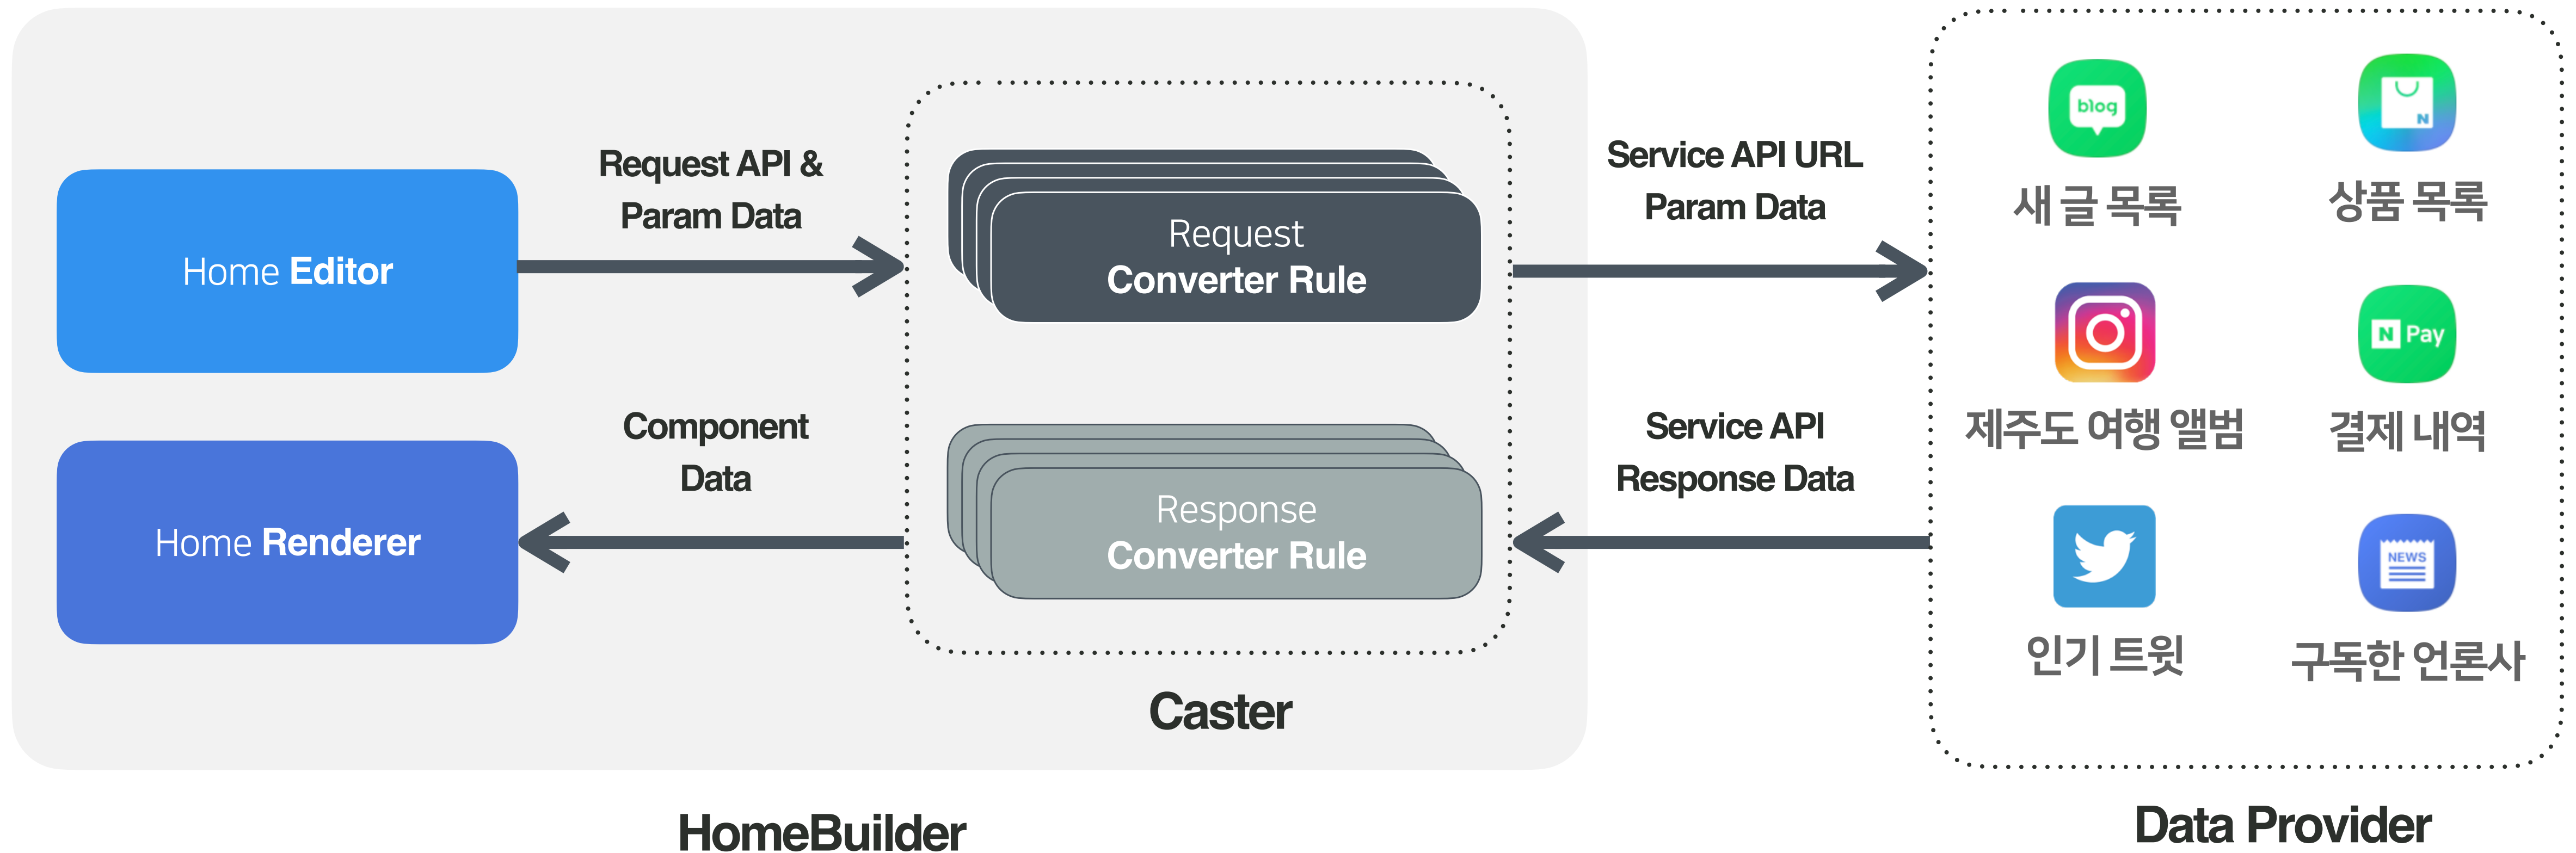 Home Editor
Request API &
Param Data
Request
Converter Rule
Service API URL
Param Data
Home Renderer
Component
Data
Response
Converter Rule
Service API
Response Data
Caster
HomeBuilder
blog
새 글 목록
N
상품 목록
제주도 여행 앨범
N Pay
결제 내역
인기 트윗
NEWS
구독한 언론사
Data Provider